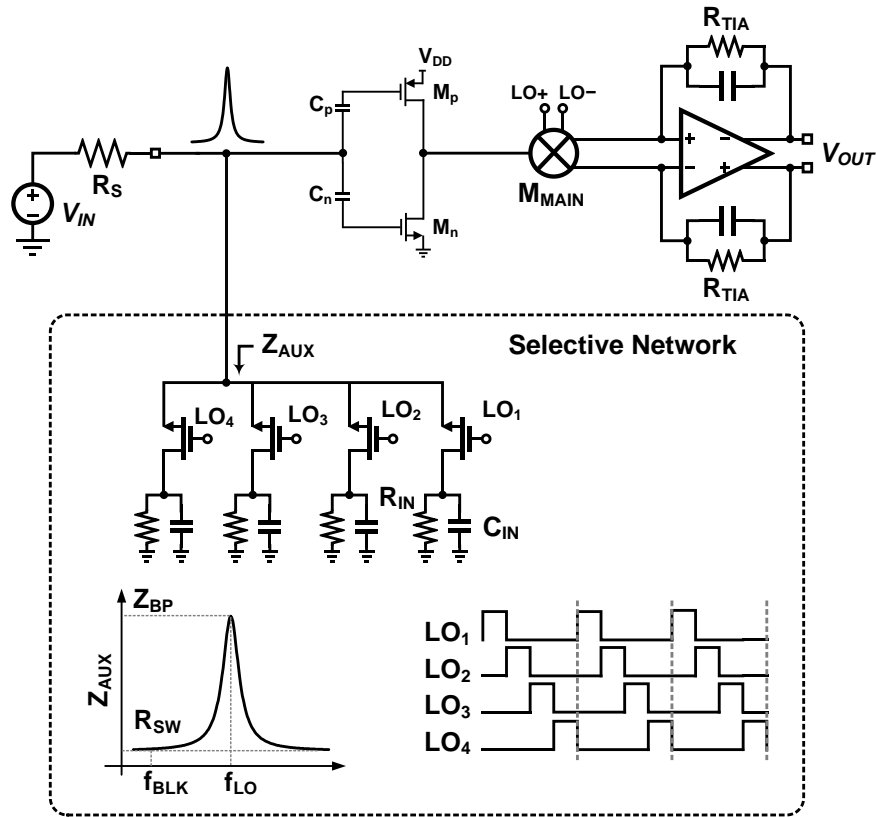 R_TIA
V_DD
M_p
C_p
LO+ LO−
R_S
V_IN
+ −
− +
+ −
V_OUT
M_MAIN
C_n
M_n
R_TIA
Z_AUX
Selective Network
LO_4
LO_3
LO_2
LO_1
R_IN
C_IN
Z_BP
Z_AUX
R_SW
f_BLK
f_LO
LO_1
LO_2
LO_3
LO_4